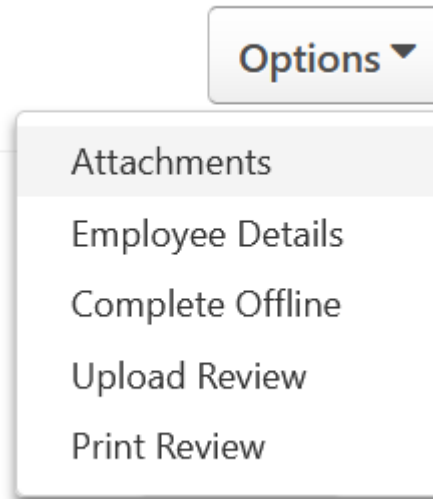 Options
Attachments
Employee Details
Complete Offline
Upload Review
Print Review